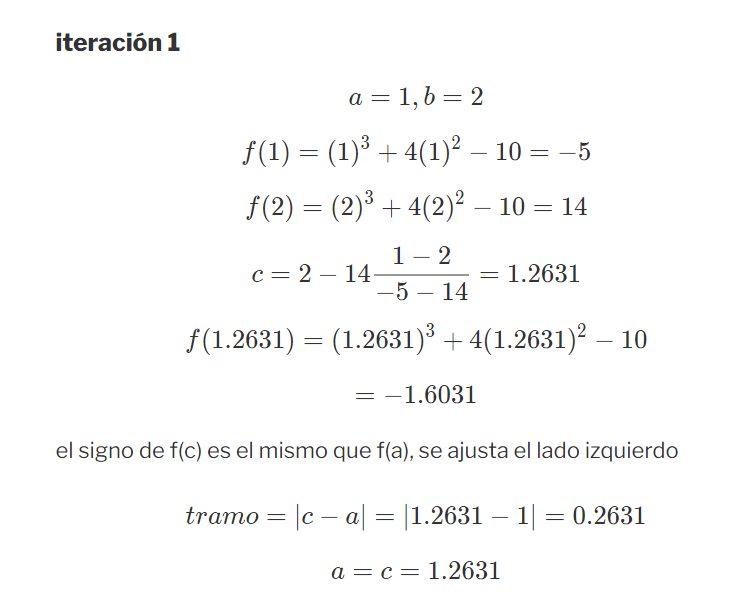 iteración 1
a = 1, b = 2
f(1) = (1)³ + 4(1)² − 10 = −5
f(2) = (2)³ + 4(2)² − 10 = 14
c = 2 − 14 \frac{1 − 2}{−5 − 14} = 1.2631
f(1.2631) = (1.2631)³ + 4(1.2631)² − 10
= −1.6031
el signo de f(c) es el mismo que f(a), se ajusta el lado izquierdo
tramo = |c − a| = |1.2631 − 1| = 0.2631
a = c = 1.2631